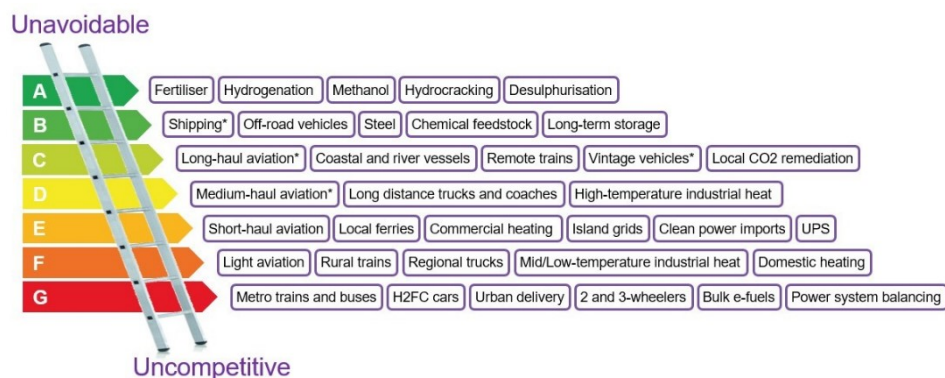 Unavoidable
A Fertiliser Hydrogenation Methanol Hydrocracking Desulphurisation
B Shipping* Off-road vehicles Steel Chemical feedstock Long-term storage
C Long-haul aviation* Coastal and river vessels Remote trains Vintage vehicles* Local CO2 remediation
D Medium-haul aviation* Long distance trucks and coaches High-temperature industrial heat
E Short-haul aviation Local ferries Commercial heating Island grids Clean power imports UPS
F Light aviation Rural trains Regional trucks Mid/Low-temperature industrial heat Domestic heating
G Metro trains and buses H2FC cars Urban delivery 2 and 3-wheelers Bulk e-fuels Power system balancing
Uncompetitive